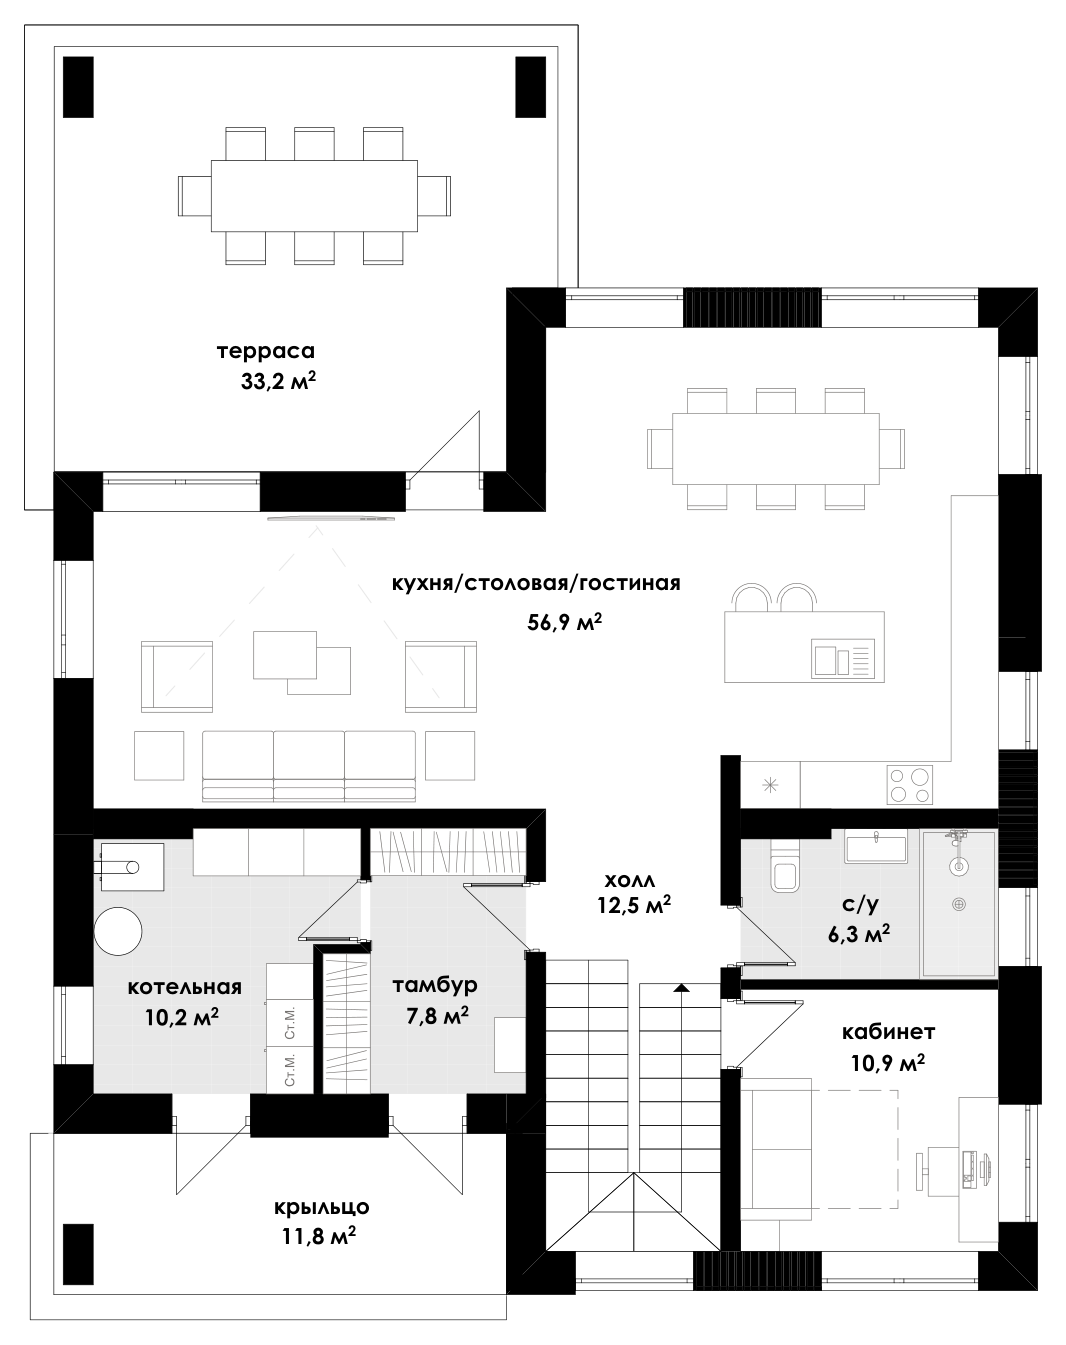 терраса
33,2 м²
кухня/столовая/гостиная
56,9 м²
холл
12,5 м²
с/у
6,3 м²
котельная
10,2 м²
Ст.М.
Ст.М.
тамбур
7,8 м²
кабинет
10,9 м²
крыльцо
11,8 м²